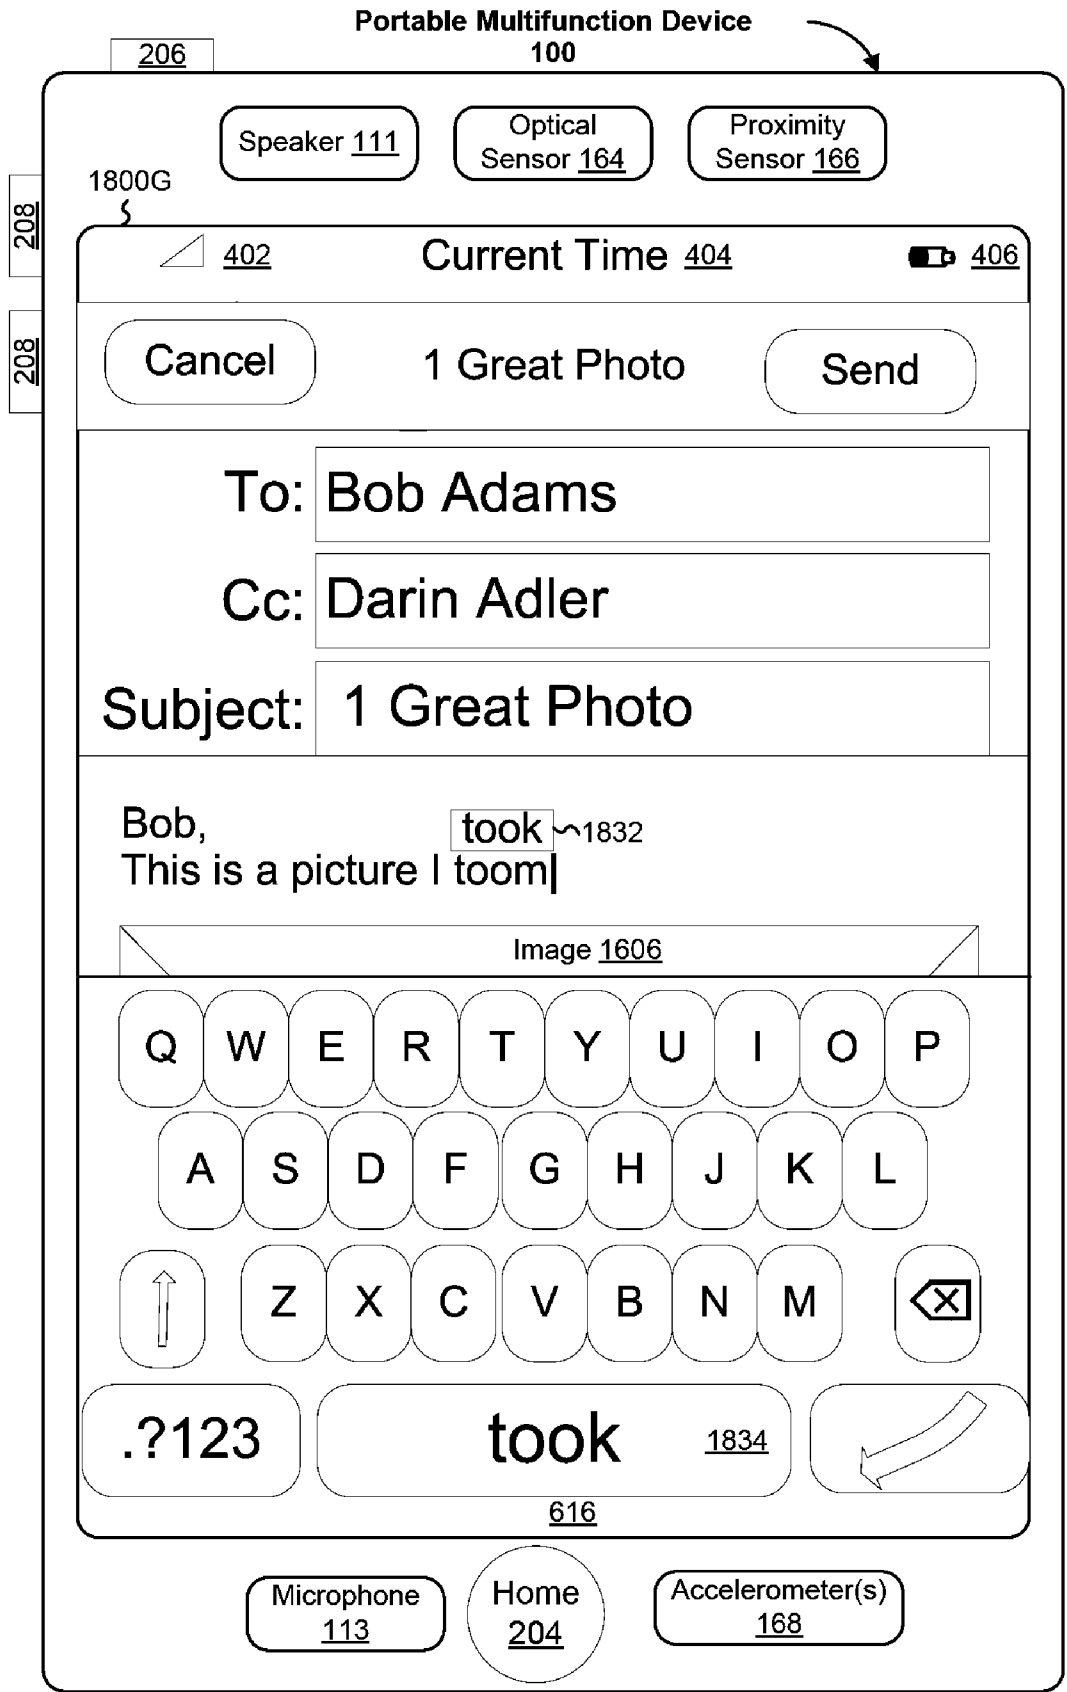 Portable Multifunction Device
100
206
Speaker 111
Optical
Sensor 164
Proximity
Sensor 166
1800G
208
208
402
Current Time 404
406
Cancel
1 Great Photo
Send
To: Bob Adams
Cc: Darin Adler
Subject: 1 Great Photo
Bob,
took
1832
This is a picture I toom
Image 1606
Q W E R T Y U I O P
A S D F G H J K L
Z X C V B N M
.?123
took 1834
616
Microphone
113
Home
204
Accelerometer(s)
168